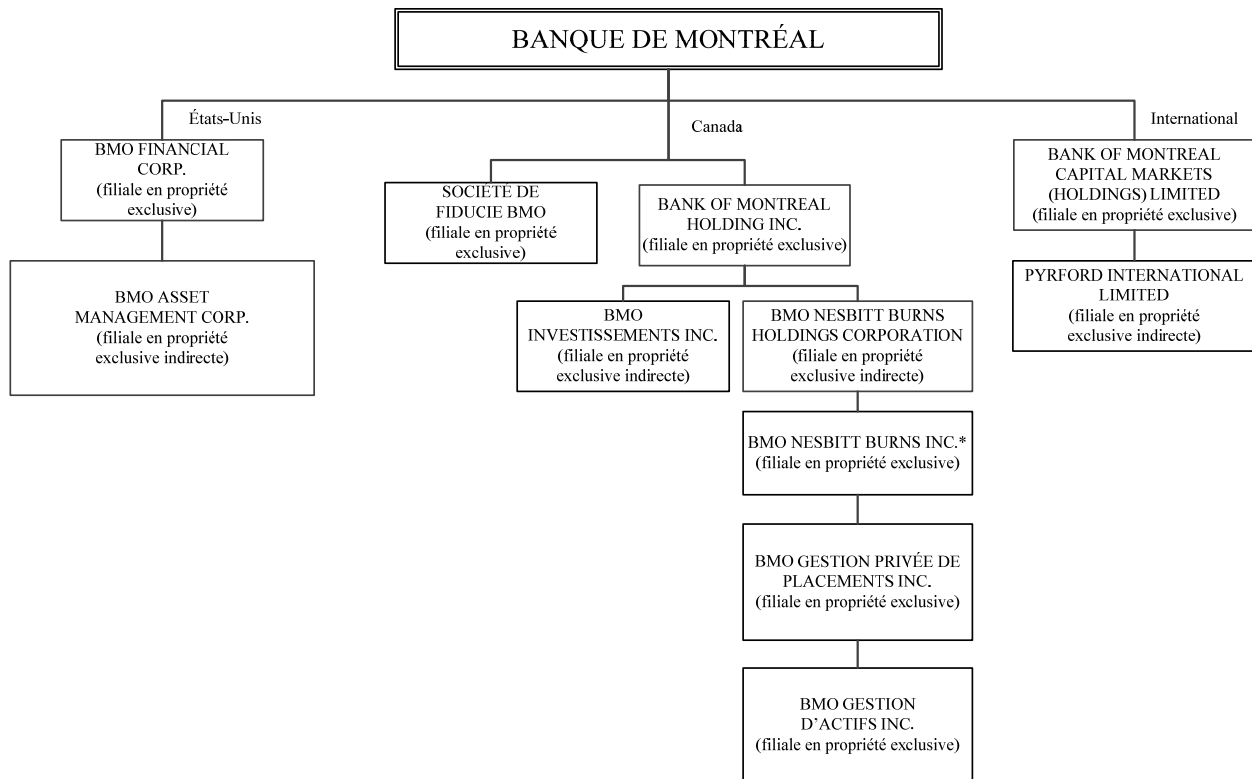 BANQUE DE MONTRÉAL
États-Unis
Canada
International
BMO FINANCIAL
CORP.
(filiale en propriété
exclusive)
BMO ASSET
MANAGEMENT CORP.
(filiale en propriété
exclusive indirecte)
SOCIÉTÉ DE
FIDUCIE BMO
(filiale en propriété
exclusive)
BANK OF MONTREAL
HOLDING INC.
(filiale en propriété exclusive)
BMO
INVESTISSEMENTS INC.
(filiale en propriété
exclusive indirecte)
BMO NESBITT BURNS
HOLDINGS CORPORATION
(filiale en propriété
exclusive indirecte)
BMO NESBITT BURNS INC.*
(filiale en propriété exclusive)
BMO GESTION PRIVÉE DE
PLACEMENTS INC.
(filiale en propriété exclusive)
BMO GESTION
D'ACTIFS INC.
(filiale en propriété exclusive)
BANK OF MONTREAL
CAPITAL MARKETS
(HOLDINGS) LIMITED
(filiale en propriété exclusive)
PYRFORD INTERNATIONAL
LIMITED
(filiale en propriété
exclusive indirecte)